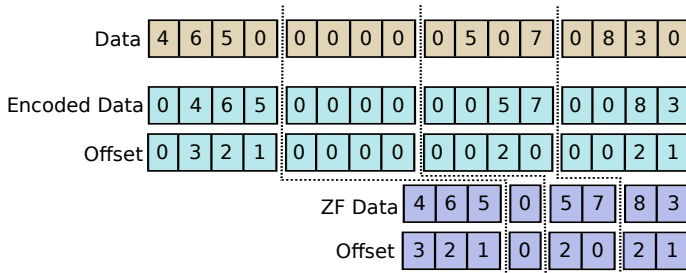 Data 4 6 5 0 0 0 0 0 0 5 0 7 0 8 3 0
Encoded Data 0 4 6 5 0 0 0 0 0 0 5 7 0 0 8 3
Offset 0 3 2 1 0 0 0 0 0 0 2 0 0 0 2 1
ZF Data 4 6 5 0 5 7 8 3
Offset 3 2 1 0 2 0 2 1